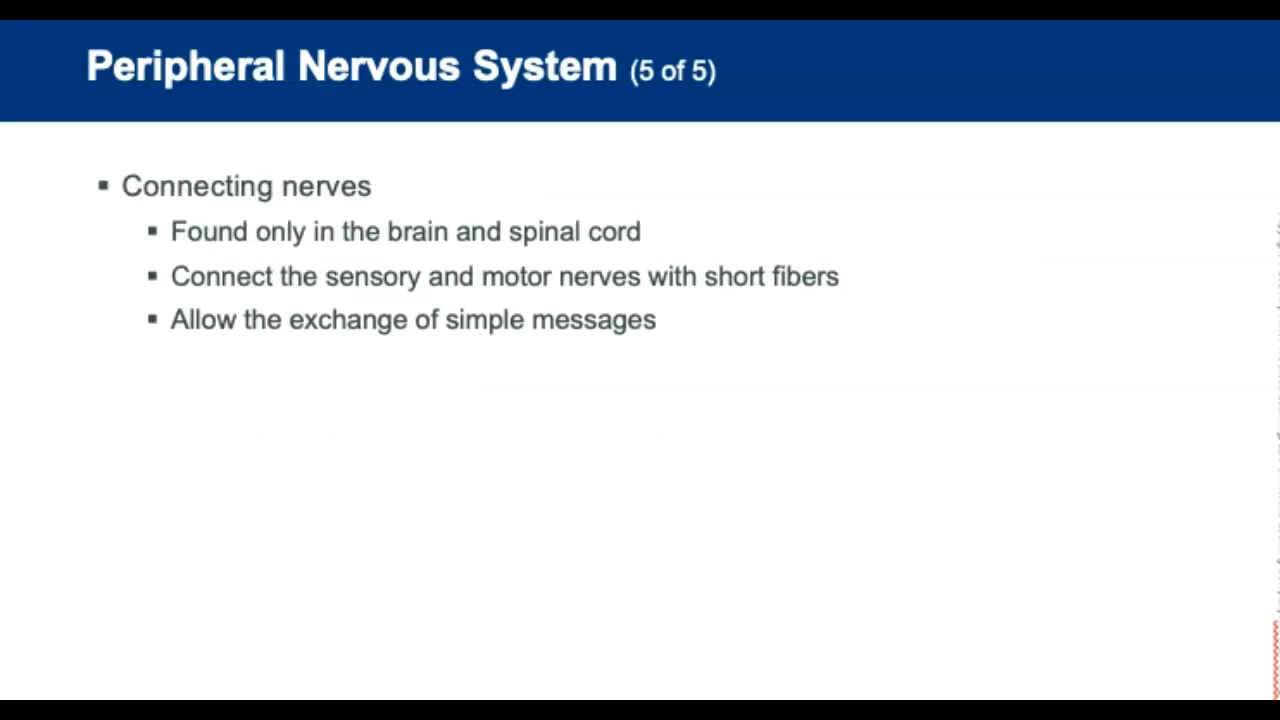 Peripheral Nervous System (5 of 5)
▪ Connecting nerves
▪ Found only in the brain and spinal cord
▪ Connect the sensory and motor nerves with short fibers
▪ Allow the exchange of simple messages